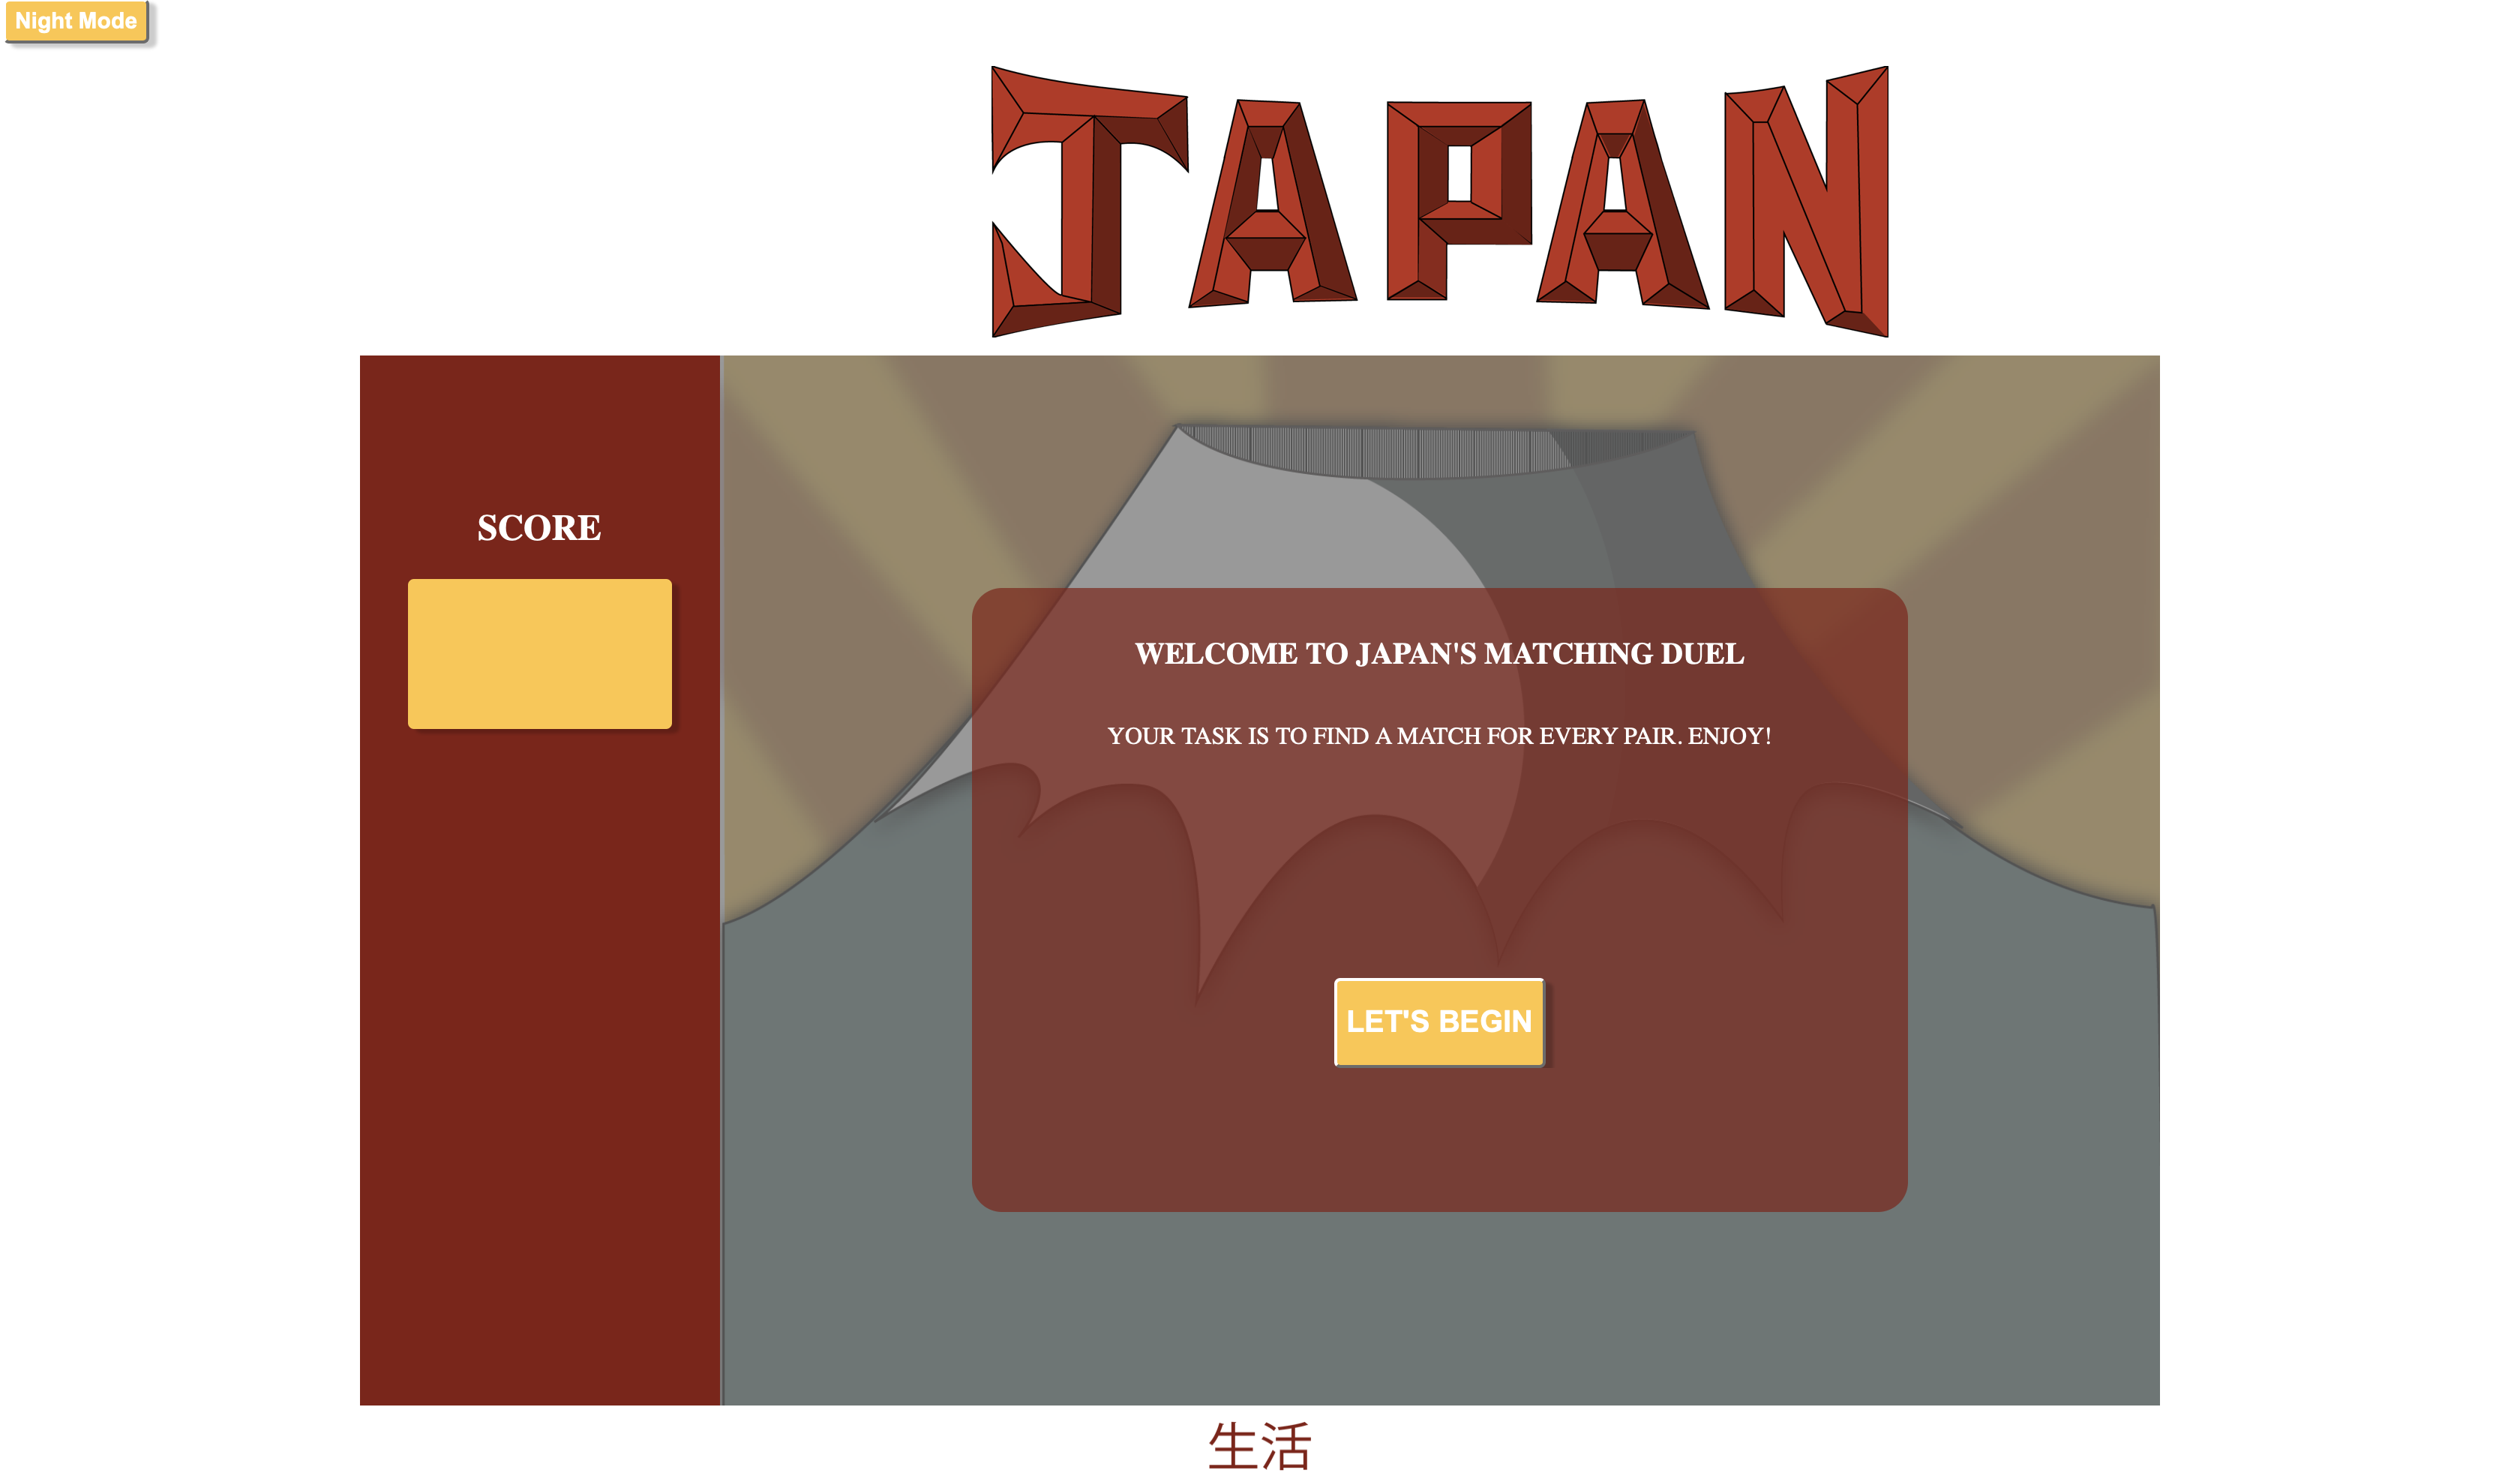 Night Mode
JAPAN
SCORE
WELCOME TO JAPAN'S MATCHING DUEL
YOUR TASK IS TO FIND A MATCH FOR EVERY PAIR. ENJOY!
LET'S BEGIN
生活